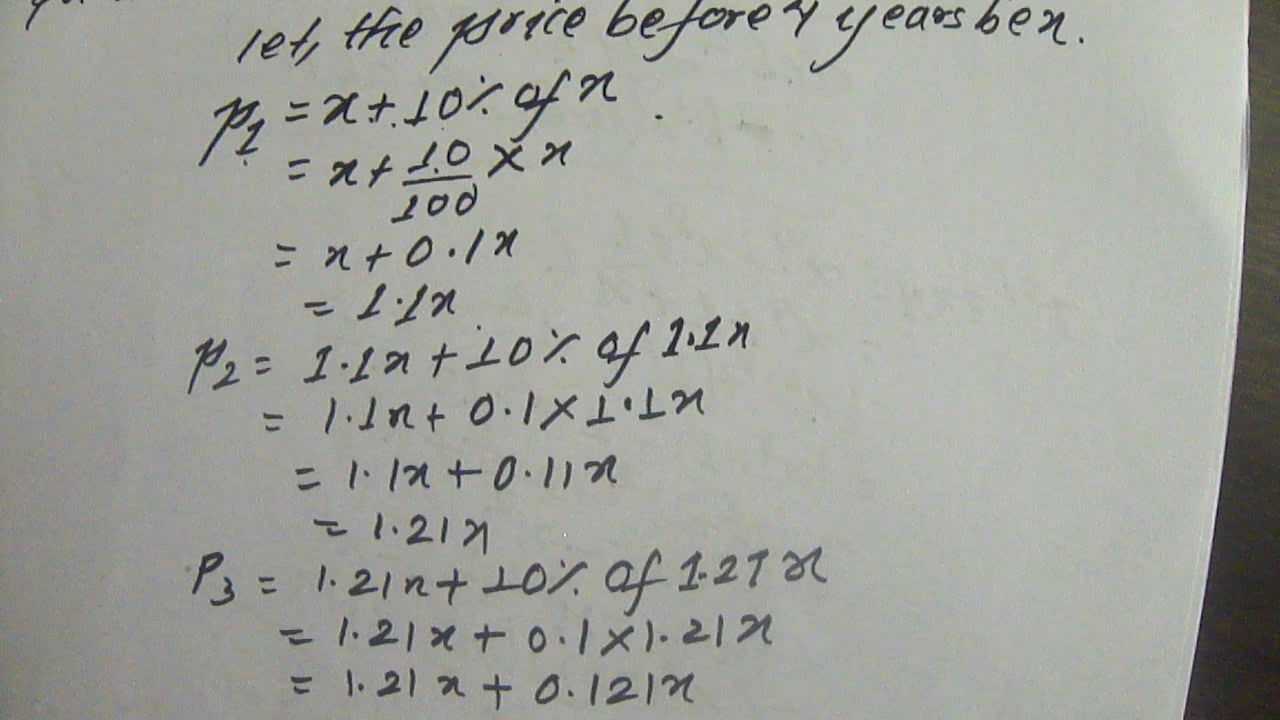 let, the price before 4 years be x.
P1 = x + 10% of x
= x + 10/100 × x
= x + 0.1x
= 1.1x
P2 = 1.1x + 10% of 1.1x
= 1.1x + 0.1 × 1.1x
= 1.1x + 0.11x
= 1.21x
P3 = 1.21x + 10% of 1.21x
= 1.21x + 0.1 × 1.21x
= 1.21x + 0.121x